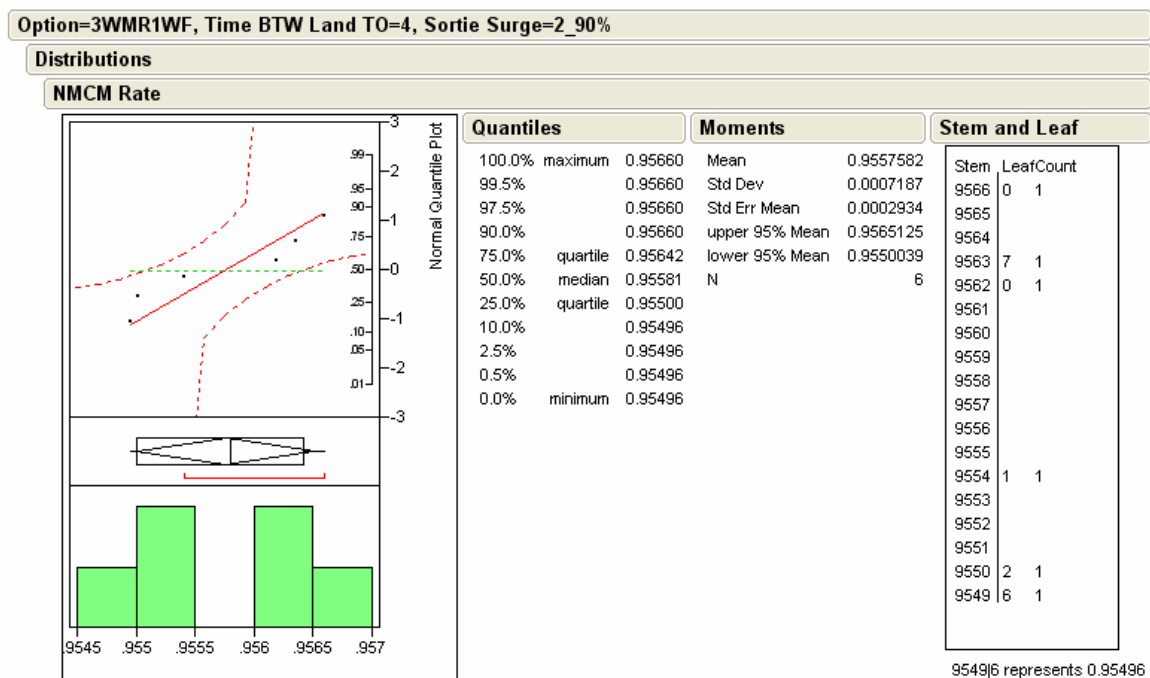 Option=3WMR1WF, Time BTW Land TO=4, Sortie Surge=2_90%
Distributions
NMCM Rate
3
2
1
0
-1
-2
-3
.99
.95
.90
.75
.50
.25
.10
.05
.01
Normal Quantile Plot
.9545 .955 .9555 .956 .9565 .957
Quantiles
100.0% maximum 0.95660
99.5% 0.95660
97.5% 0.95660
90.0% 0.95660
75.0% quartile 0.95642
50.0% median 0.95581
25.0% quartile 0.95500
10.0% 0.95496
2.5% 0.95496
0.5% 0.95496
0.0% minimum 0.95496
Moments
Mean 0.9557582
Std Dev 0.0007187
Std Err Mean 0.0002934
upper 95% Mean 0.9565125
lower 95% Mean 0.9550039
N 6
Stem and Leaf
Stem LeafCount
9566 0 1
9565
9564
9563 7 1
9562 0 1
9561
9560
9559
9558
9557
9556
9555
9554 1 1
9553
9552
9551
9550 2 1
9549 6 1
9549|6 represents 0.95496